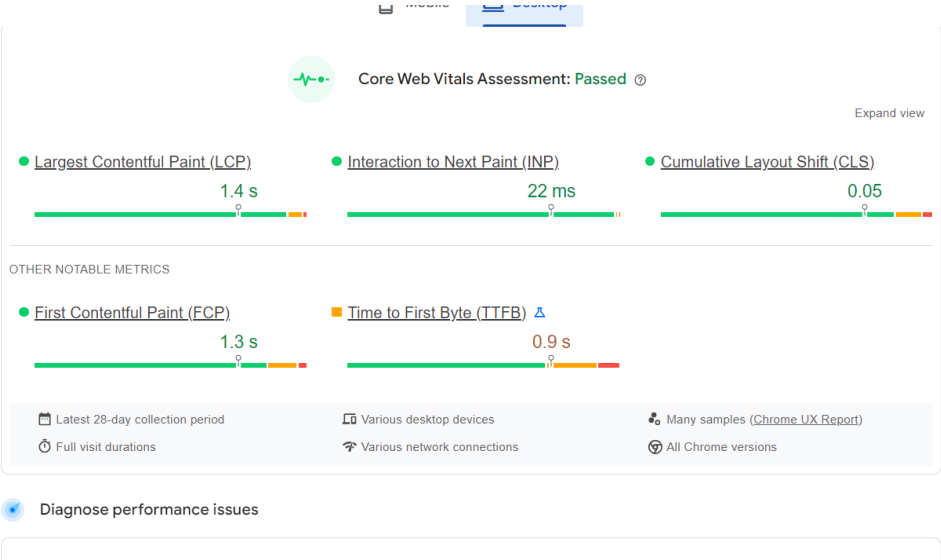 Mobile
Desktop
Core Web Vitals Assessment: Passed
Expand view
Largest Contentful Paint (LCP)
1.4 s
Interaction to Next Paint (INP)
22 ms
Cumulative Layout Shift (CLS)
0.05
OTHER NOTABLE METRICS
First Contentful Paint (FCP)
1.3 s
Time to First Byte (TTFB)
0.9 s
Latest 28-day collection period
Various desktop devices
Many samples (Chrome UX Report)
Full visit durations
Various network connections
All Chrome versions
Diagnose performance issues